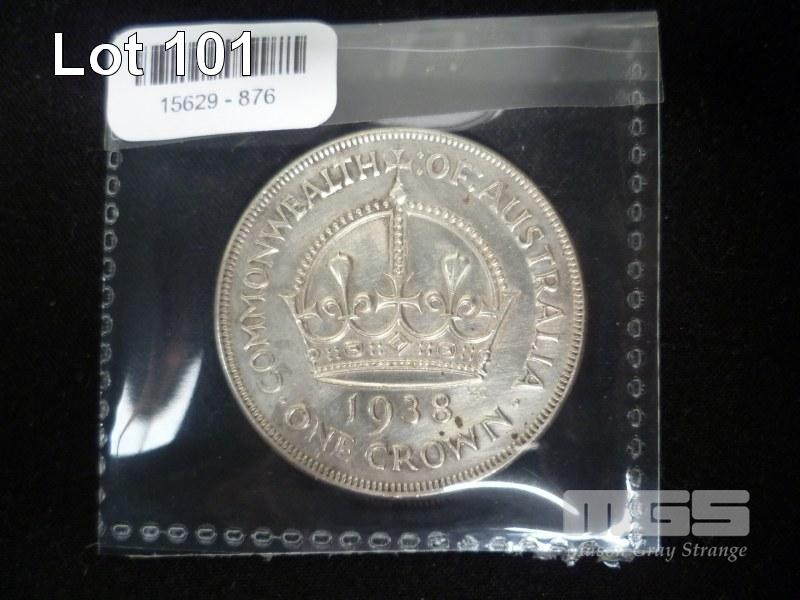 Lot 101
15629 - 876
COMMONWEALTH : OF AUSTRALIA
1938
· ONE CROWN ·
MGS
Mason Gray Strange